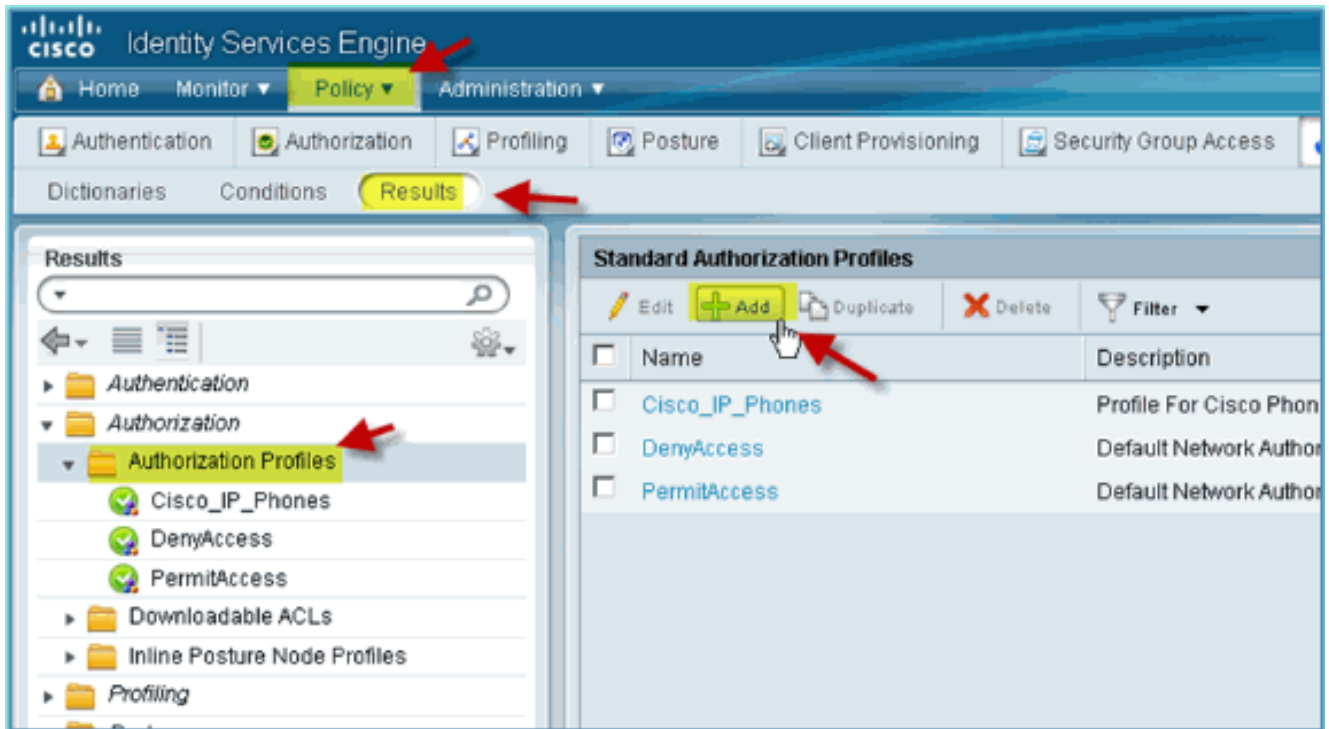 CISCO Identity Services Engine
Home Monitor ▼ Policy ▼ Administration ▼
Authentication Authorization Profiling Posture Client Provisioning Security Group Access
Dictionaries Conditions Results
Results
Authentication
Authorization
Authorization Profiles
Cisco_IP_Phones
DenyAccess
PermitAccess
Downloadable ACLs
Inline Posture Node Profiles
Profiling
Standard Authorization Profiles
Edit Add Duplicate Delete Filter
Name Description
Cisco_IP_Phones Profile For Cisco Phon
DenyAccess Default Network Author
PermitAccess Default Network Author